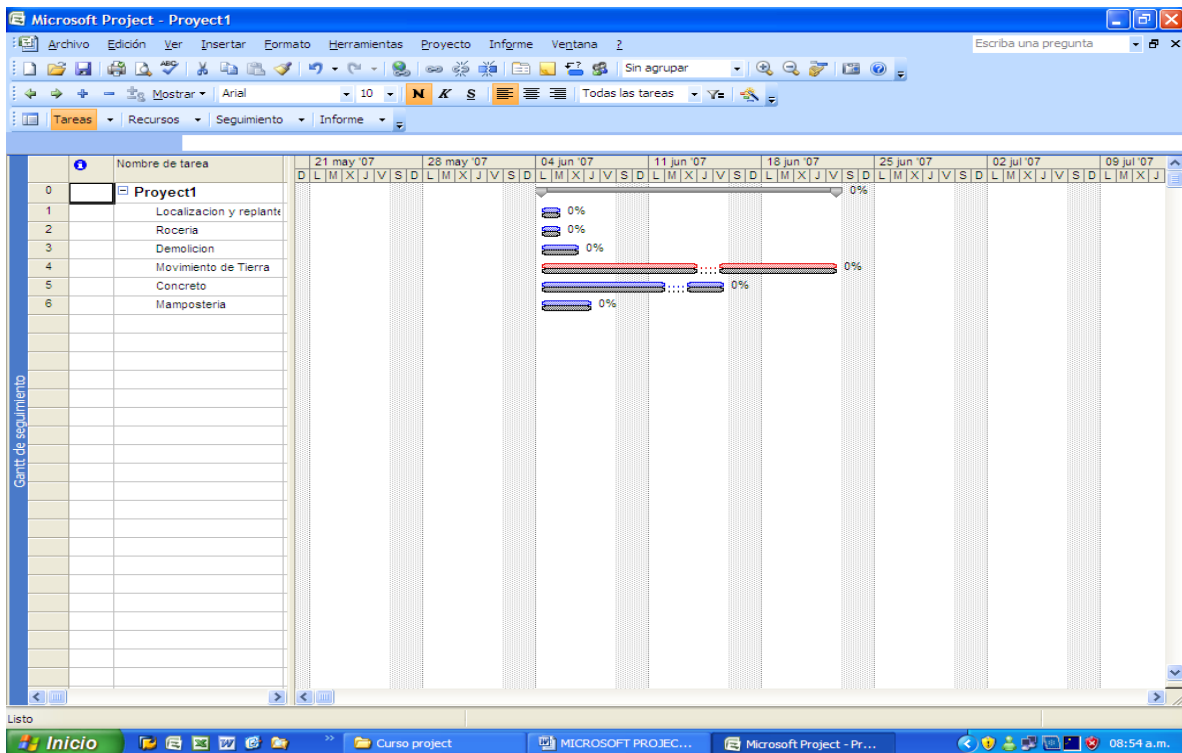 Microsoft Project - Proyect1
Archivo Edición Ver Insertar Formato Herramientas Proyecto Informe Ventana ? Escriba una pregunta
Sin agrupar
Mostrar Arial 10 N K S Todas las tareas
Tareas Recursos Seguimiento Informe
Nombre de tarea 21 may '07 28 may '07 04 jun '07 11 jun '07 18 jun '07 25 jun '07 02 jul '07 09 jul '07
D L M X J V S D L M X J V S D L M X J V S D L M X J V S D L M X J V S D L M X J V S D L M X J V S D L M X J
0 Proyect1 0%
1 Localizacion y replante 0%
2 Roceria 0%
3 Demolicion 0%
4 Movimiento de Tierra 0%
5 Concreto 0%
6 Mamposteria 0%
Gantt de seguimiento
Listo
Inicio Curso project MICROSOFT PROJEC... Microsoft Project - Pr... 08:54 a.m.